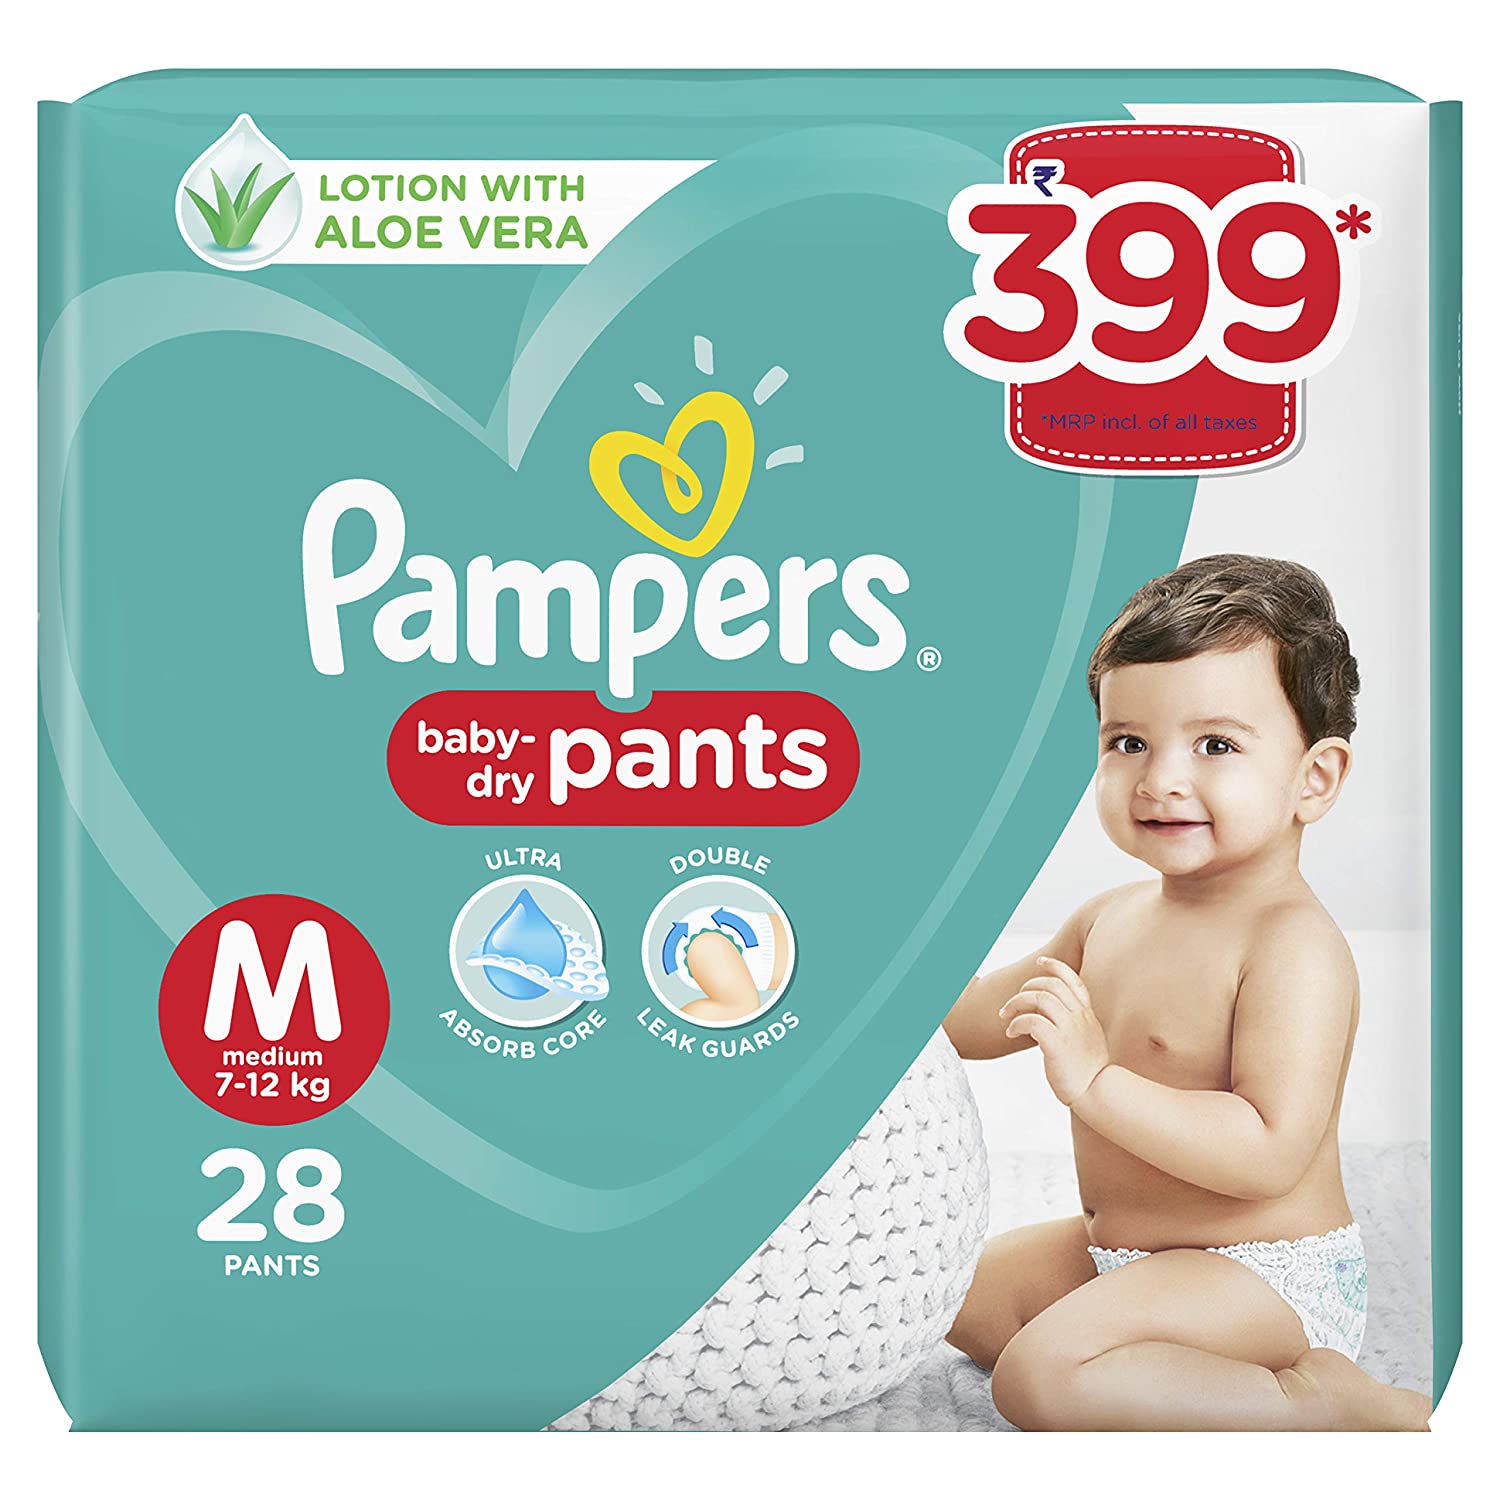 LOTION WITH
ALOE VERA
₹
399*
*MRP incl. of all taxes
Pampers®
baby-
dry pants
ULTRA
ABSORB CORE
DOUBLE
LEAK GUARDS
M
medium
7-12 kg
28
PANTS